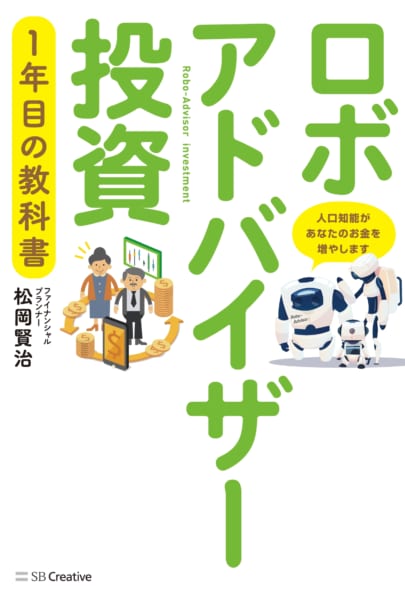 ロボ
アドバイザー
投資
Robo-Advisor investment
1年目の教科書
人口知能が
あなたのお金を
増やします
Robo-
Advisor
ファイナンシャル
プランナー
松岡賢治
SB Creative